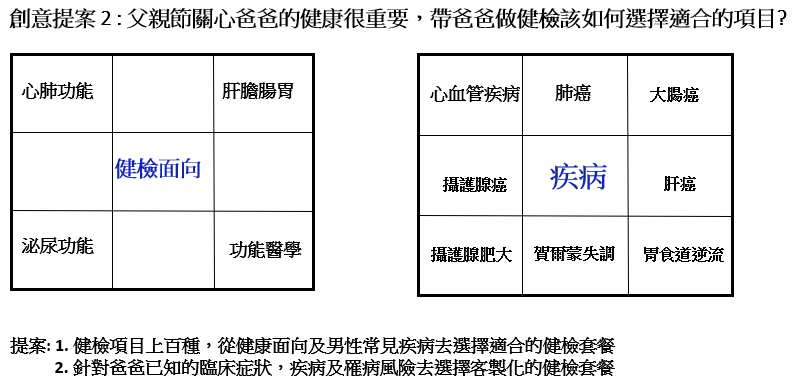 創意提案 2 : 父親節關心爸爸的健康很重要，帶爸爸做健檢該如何選擇適合的項目?
心肺功能
肝膽腸胃
健檢面向
泌尿功能
功能醫學
心血管疾病
肺癌
大腸癌
攝護腺癌
疾病
肝癌
攝護腺肥大
賀爾蒙失調
胃食道逆流
提案: 1. 健檢項目上百種，從健康面向及男性常見疾病去選擇適合的健檢套餐
2. 針對爸爸已知的臨床症狀，疾病及罹病風險去選擇客製化的健檢套餐